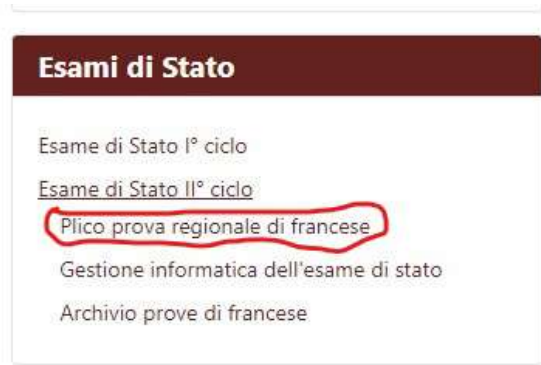 Esami di Stato
Esame di Stato I° ciclo
Esame di Stato II° ciclo
Plico prova regionale di francese
Gestione informatica dell'esame di stato
Archivio prove di francese